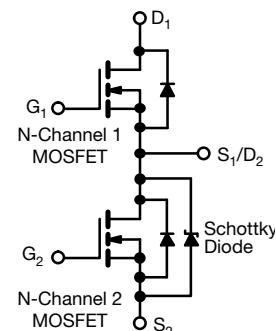 D1
G1
N-Channel 1
MOSFET
S1/D2
Schottky
Diode
G2
N-Channel 2
MOSFET
S2